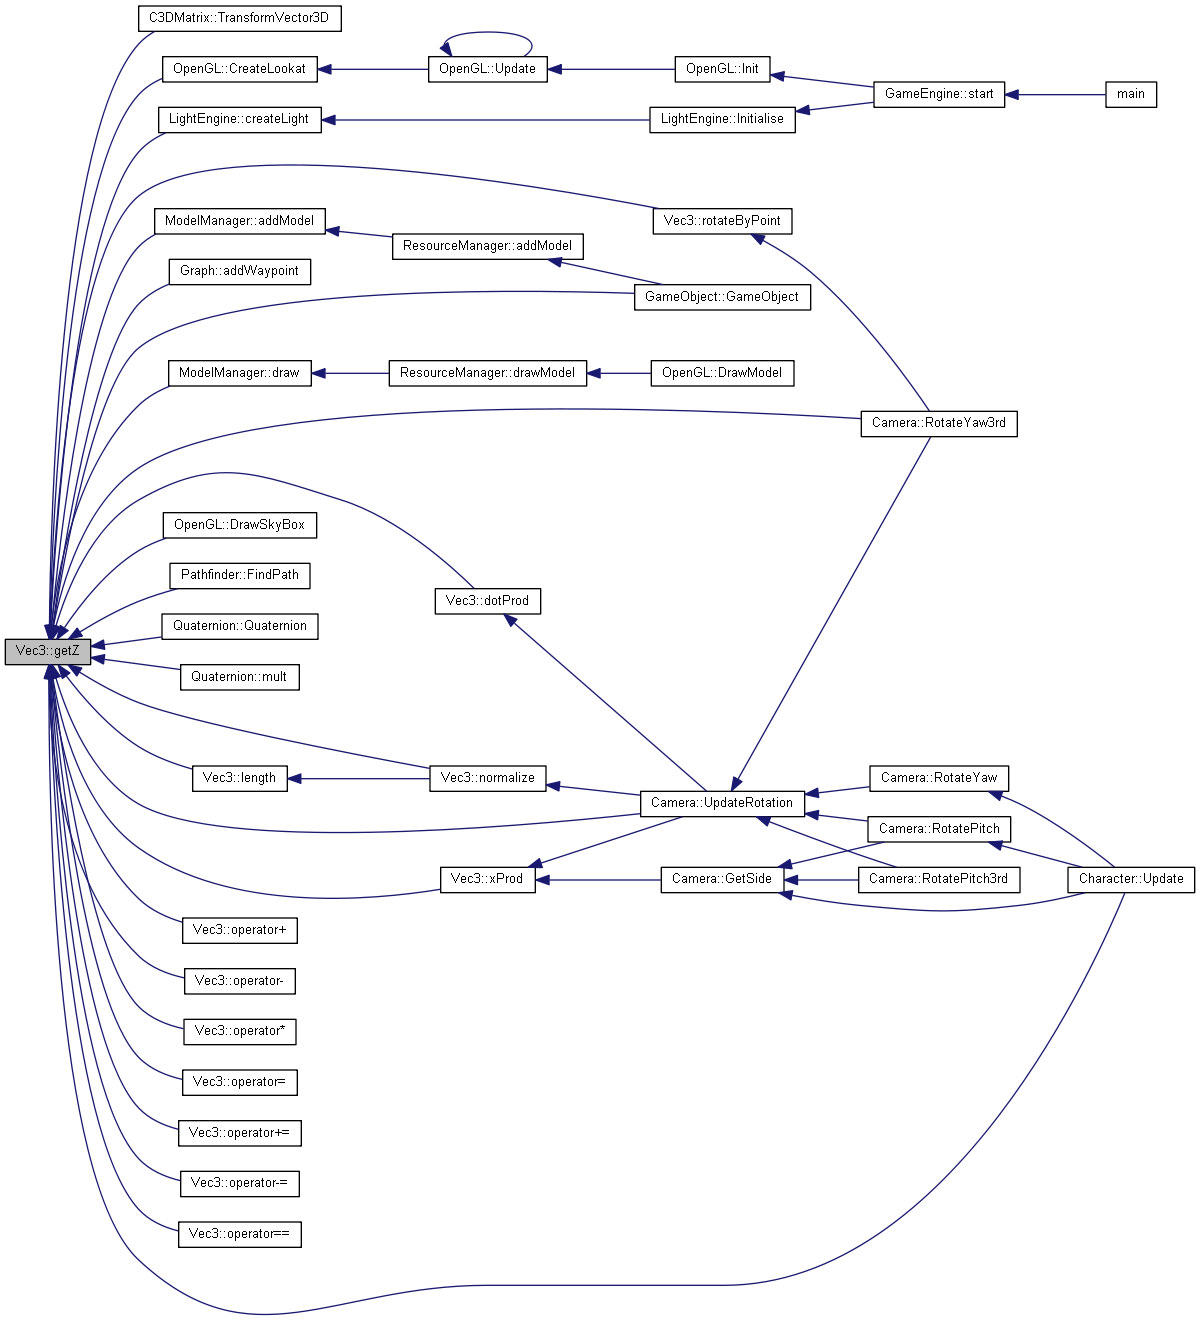 C3DMatrix::TransformVector3D
OpenGL::CreateLookat
OpenGL::Update
OpenGL::Init
GameEngine::start
main
LightEngine::createLight
LightEngine::Initialise
Vec3::rotateByPoint
ModelManager::addModel
ResourceManager::addModel
Graph::addWaypoint
GameObject::GameObject
ModelManager::draw
ResourceManager::drawModel
OpenGL::DrawModel
Camera::RotateYaw3rd
OpenGL::DrawSkyBox
Pathfinder::FindPath
Vec3::dotProd
Quaternion::Quaternion
Vec3::getZ
Quaternion::mult
Vec3::length
Vec3::normalize
Camera::RotateYaw
Camera::UpdateRotation
Camera::RotatePitch
Vec3::xProd
Camera::GetSide
Camera::RotatePitch3rd
Character::Update
Vec3::operator+
Vec3::operator-
Vec3::operator*
Vec3::operator=
Vec3::operator+=
Vec3::operator-=
Vec3::operator==